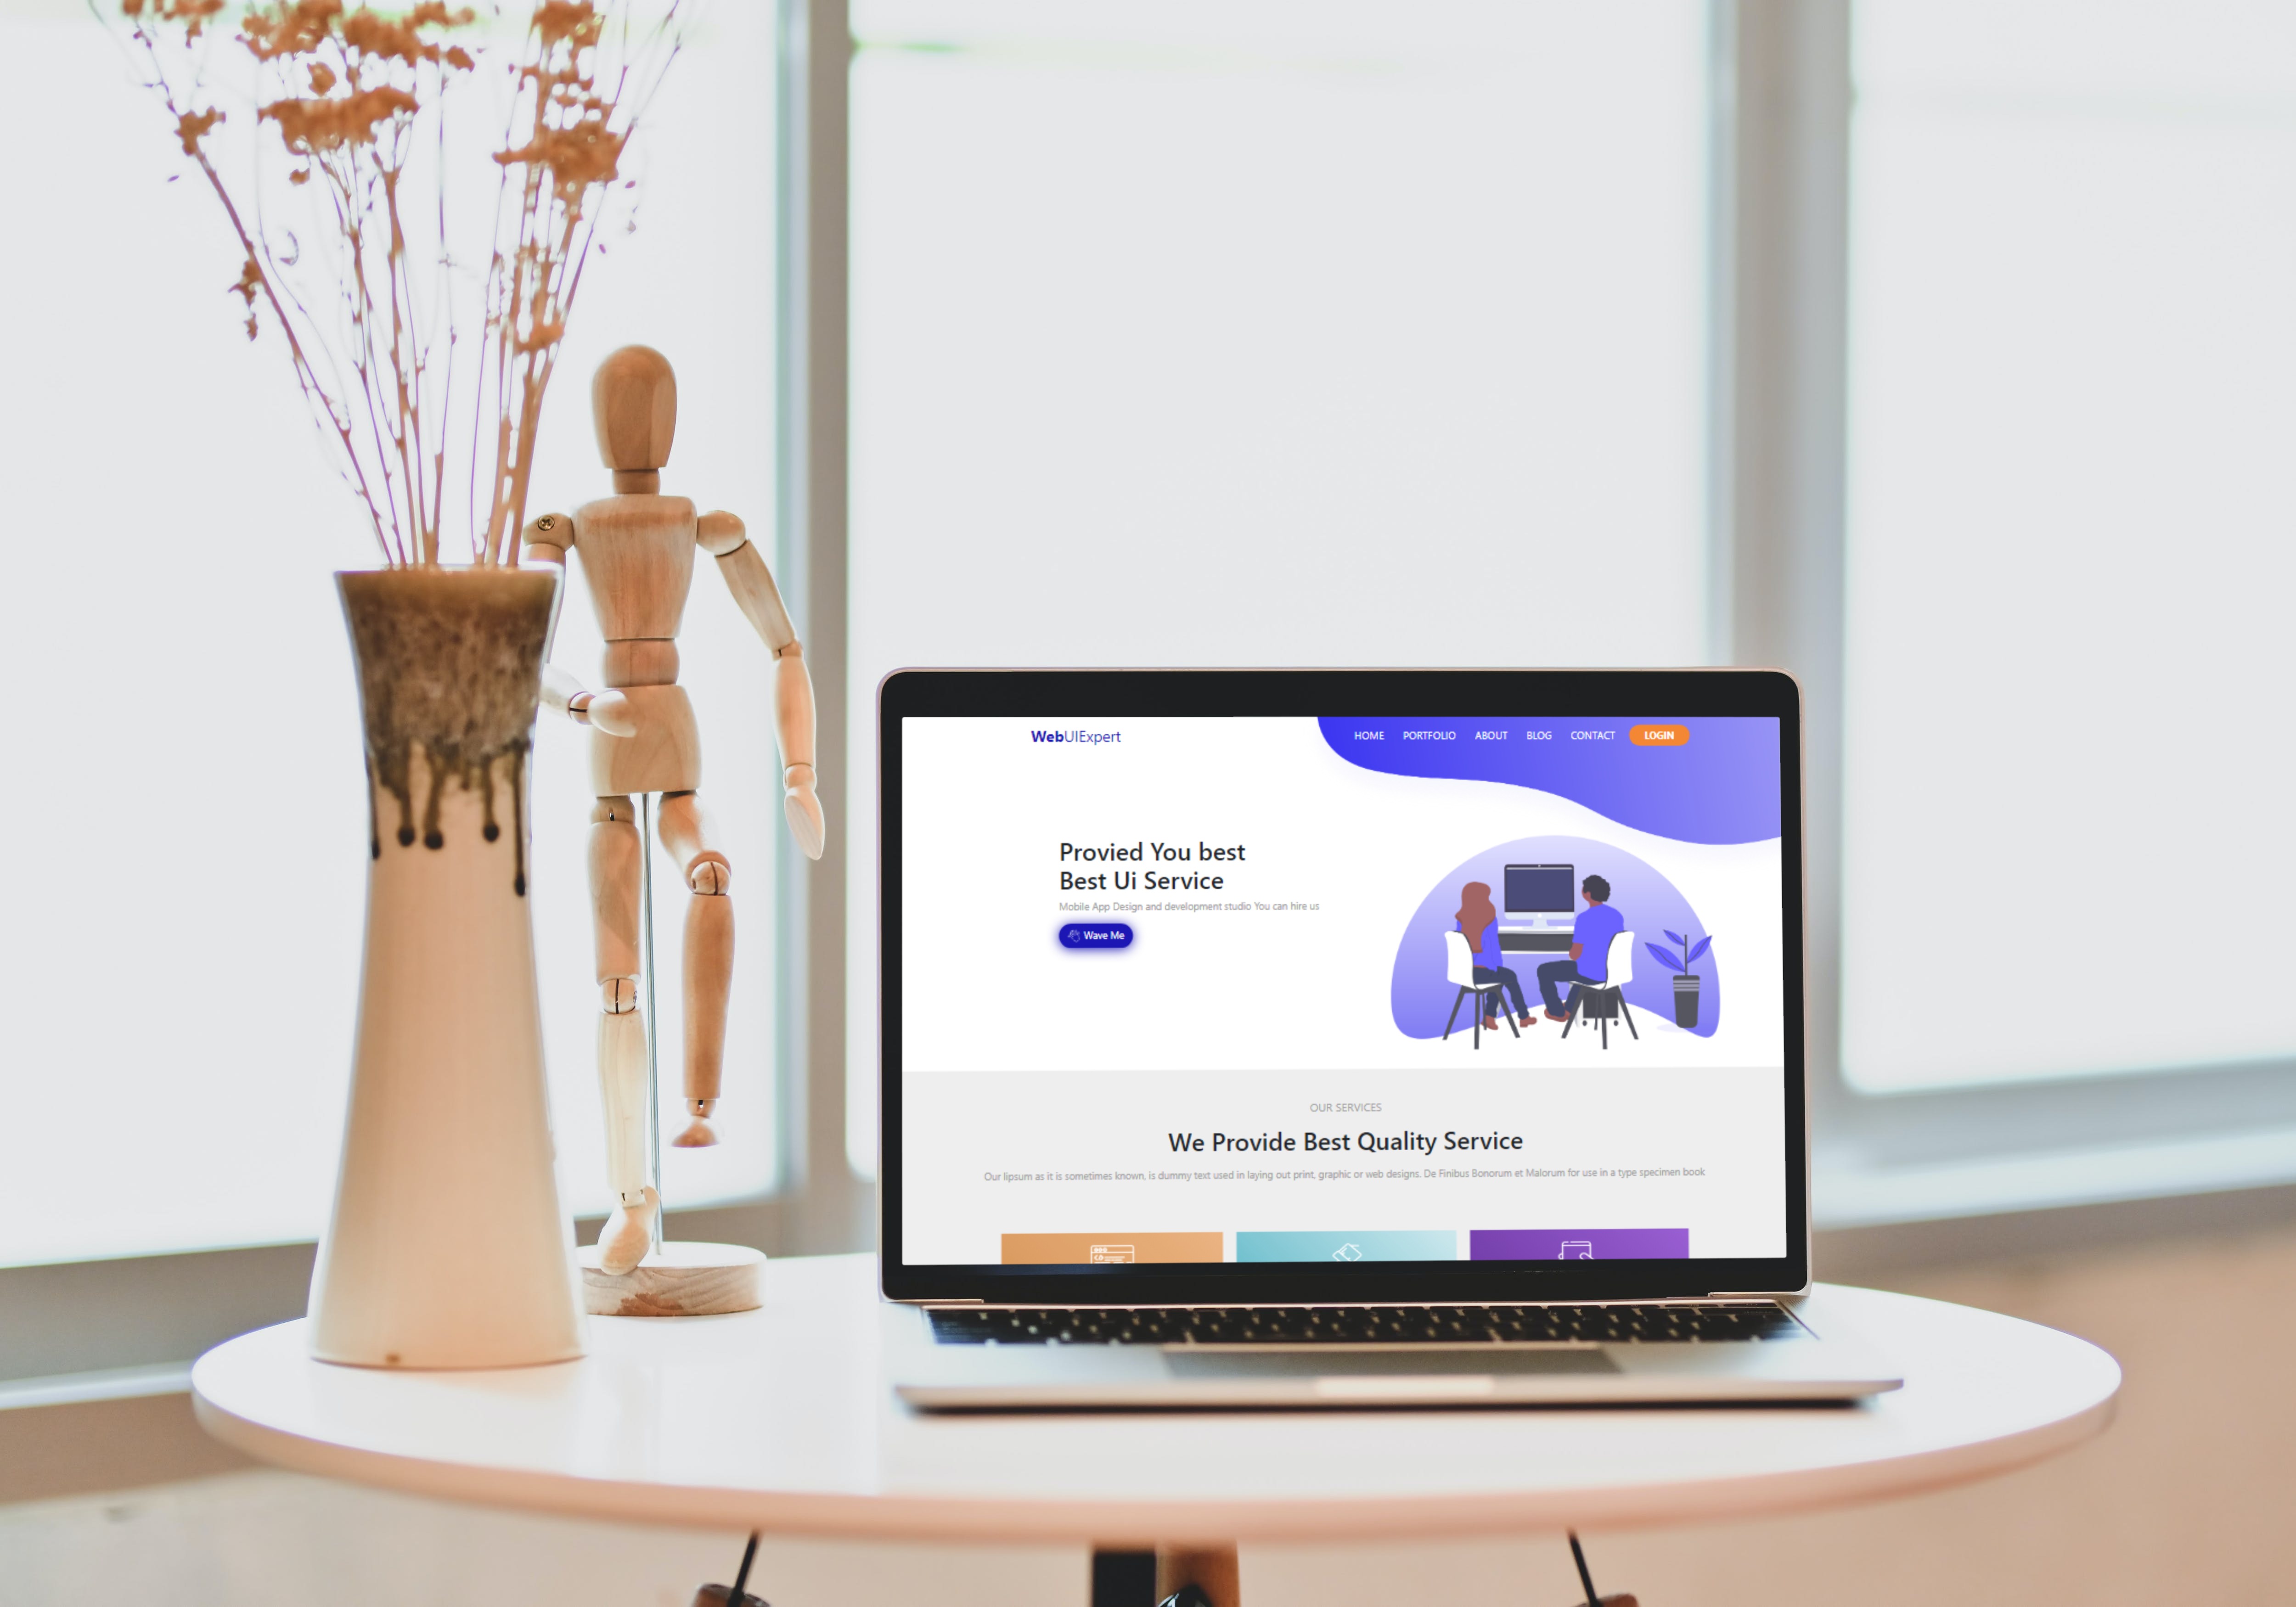 WebUIExpert
HOME PORTFOLIO ABOUT BLOG CONTACT LOGIN
Provied You best
Best Ui Service
Mobile App Design and development studio You can hire us
Wave Me
OUR SERVICES
We Provide Best Quality Service
Our lipsum as it is sometimes known, is dummy text used in laying out print, graphic or web designs. De Finibus Bonorum et Malorum for use in a type specimen book